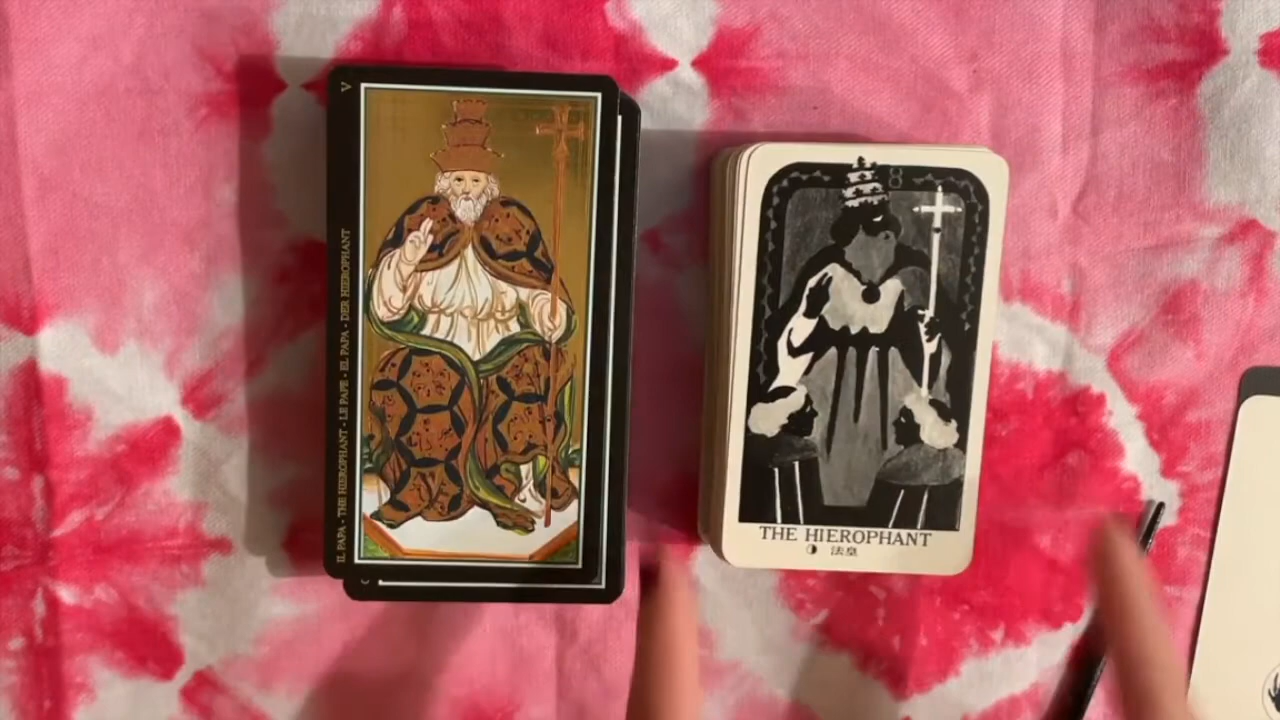 V
IL PAPA - THE HIEROPHANT - LE PAPE - EL PAPA - DER HIEROPHANT
THE HIEROPHANT
法皇